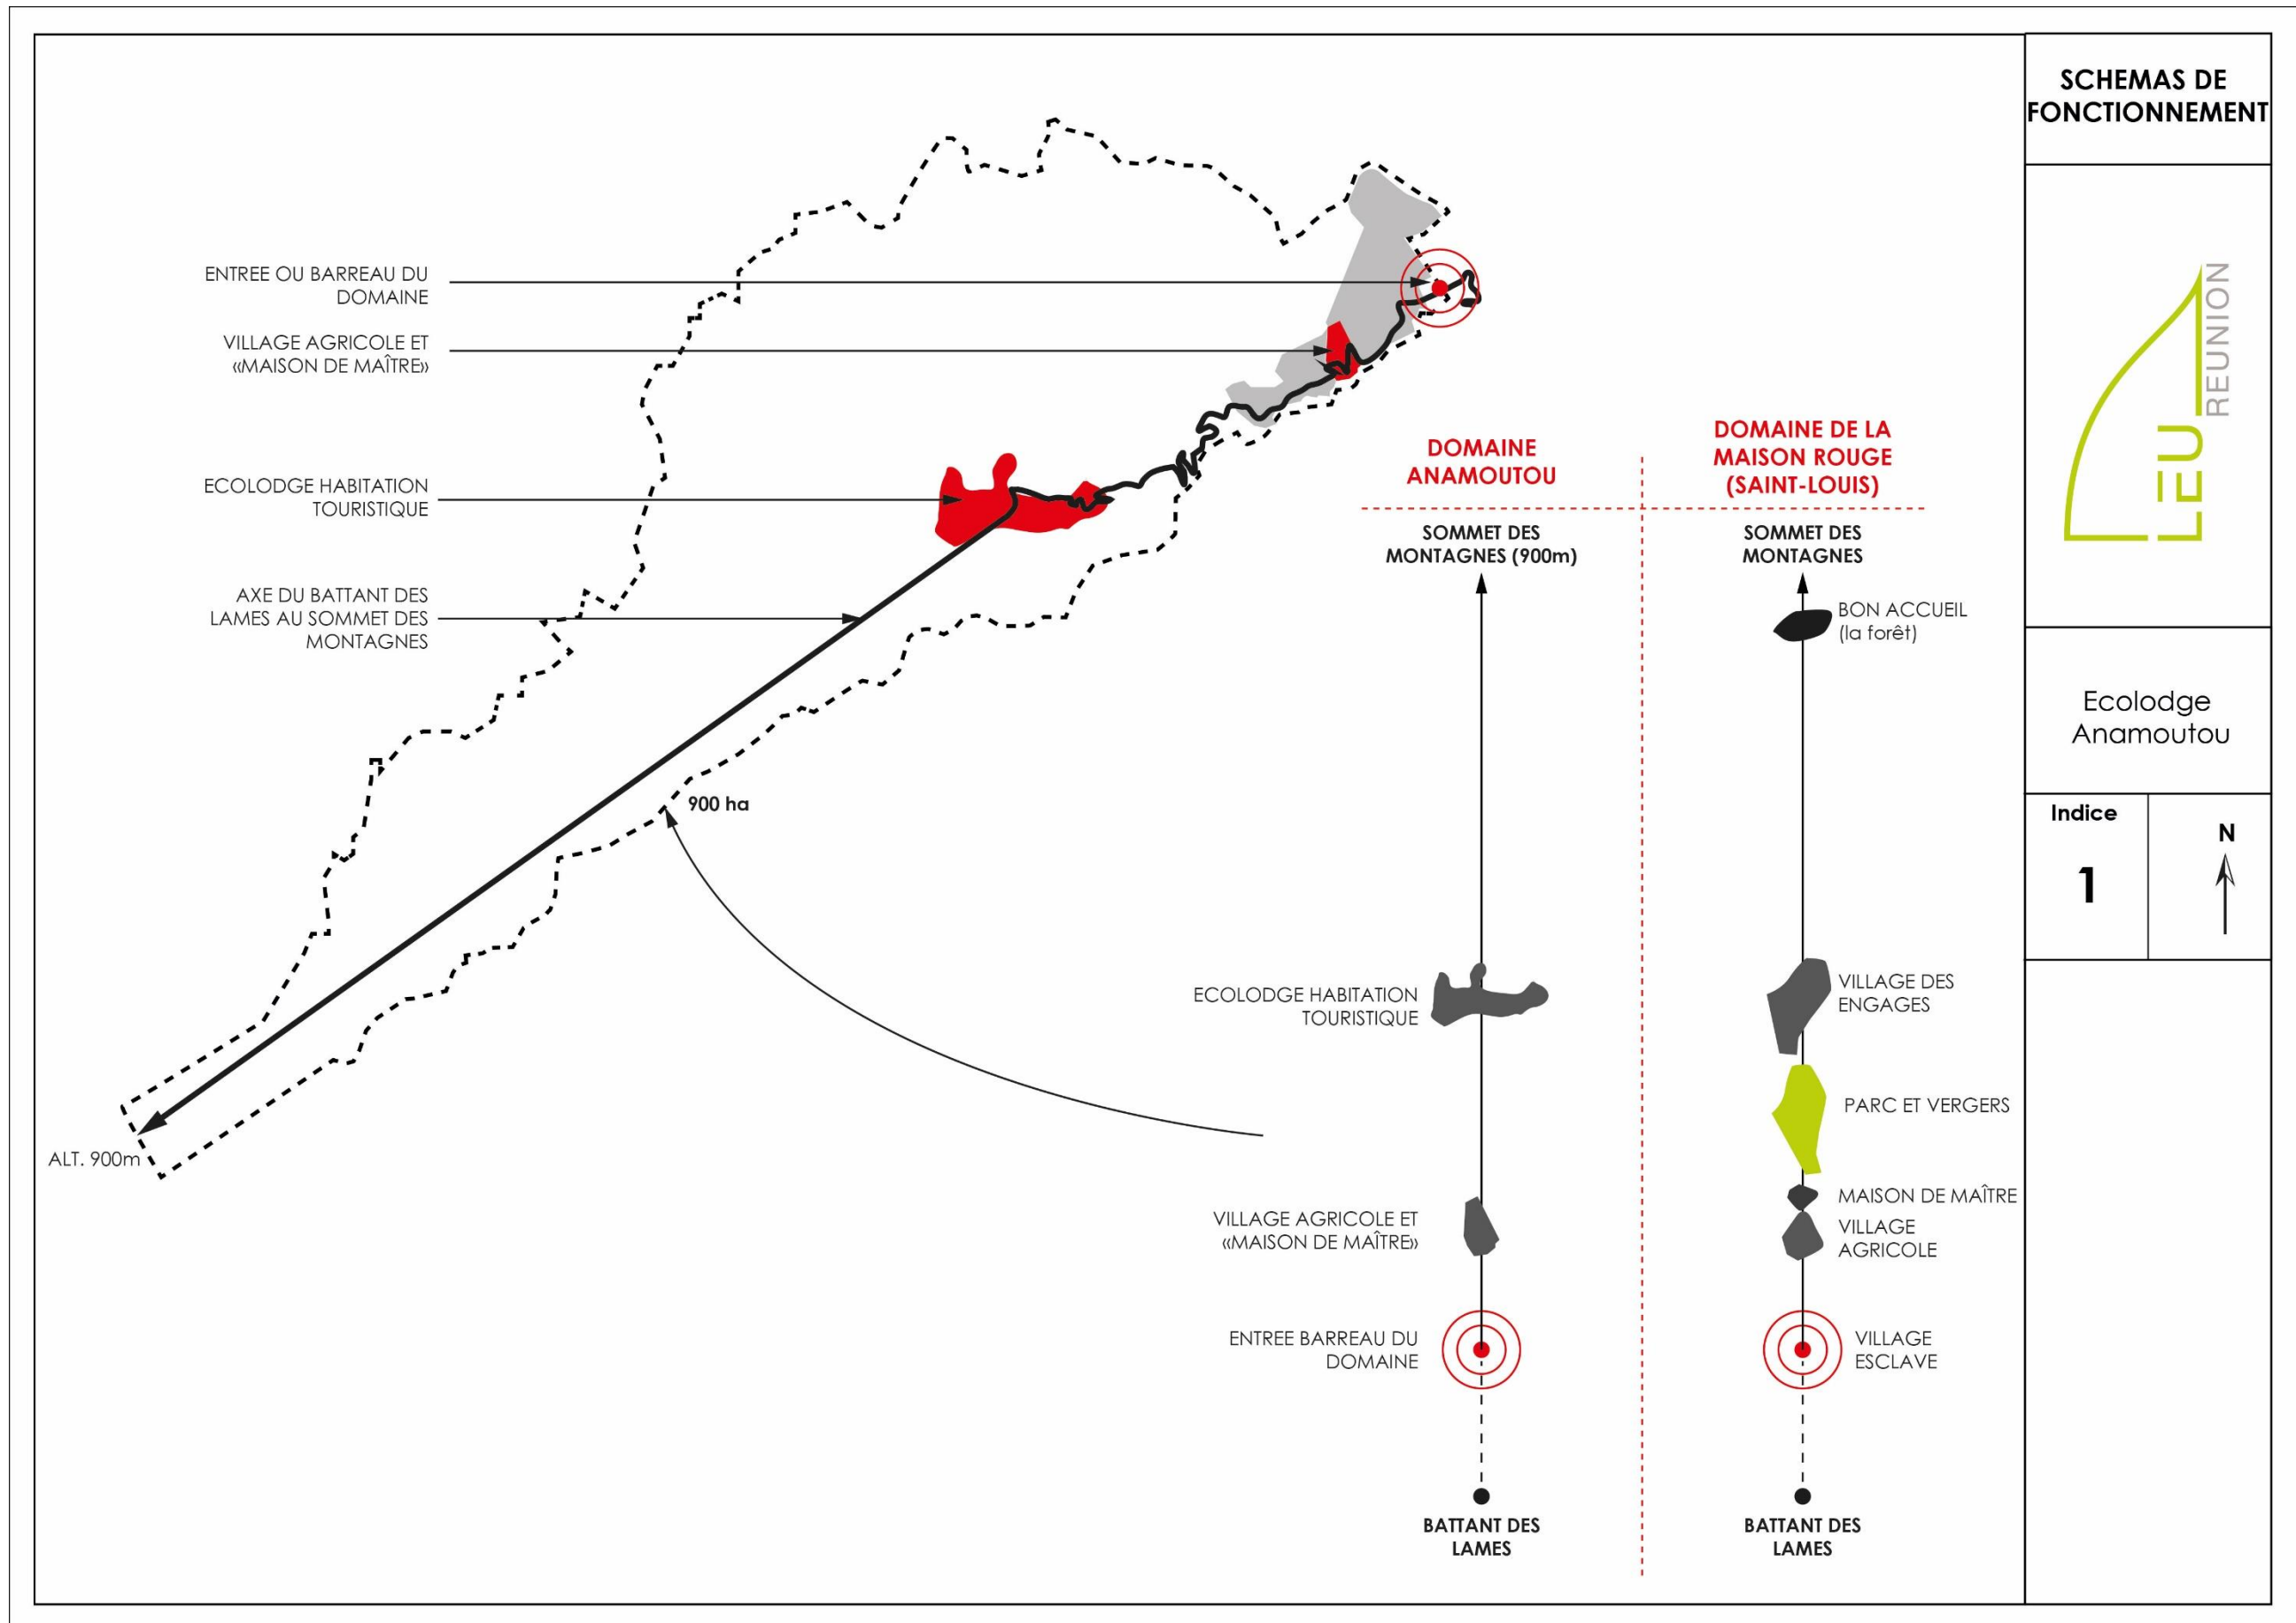 SCHEMAS DE
FONCTIONNEMENT
LEU
REUNION
Ecolodge
Anamoutou
Indice
1
N
ENTREE OU BARREAU DU
DOMAINE
VILLAGE AGRICOLE ET
«MAISON DE MAÎTRE»
ECOLODGE HABITATION
TOURISTIQUE
AXE DU BATTANT DES
LAMES AU SOMMET DES
MONTAGNES
900 ha
ALT. 900m
DOMAINE
ANAMOUTOU
SOMMET DES
MONTAGNES (900m)
ECOLODGE HABITATION
TOURISTIQUE
VILLAGE AGRICOLE ET
«MAISON DE MAÎTRE»
ENTREE BARREAU DU
DOMAINE
BATTANT DES
LAMES
DOMAINE DE LA
MAISON ROUGE
(SAINT-LOUIS)
SOMMET DES
MONTAGNES
BON ACCUEIL
(la forêt)
VILLAGE DES
ENGAGES
PARC ET VERGERS
MAISON DE MAÎTRE
VILLAGE
AGRICOLE
VILLAGE
ESCLAVE
BATTANT DES
LAMES